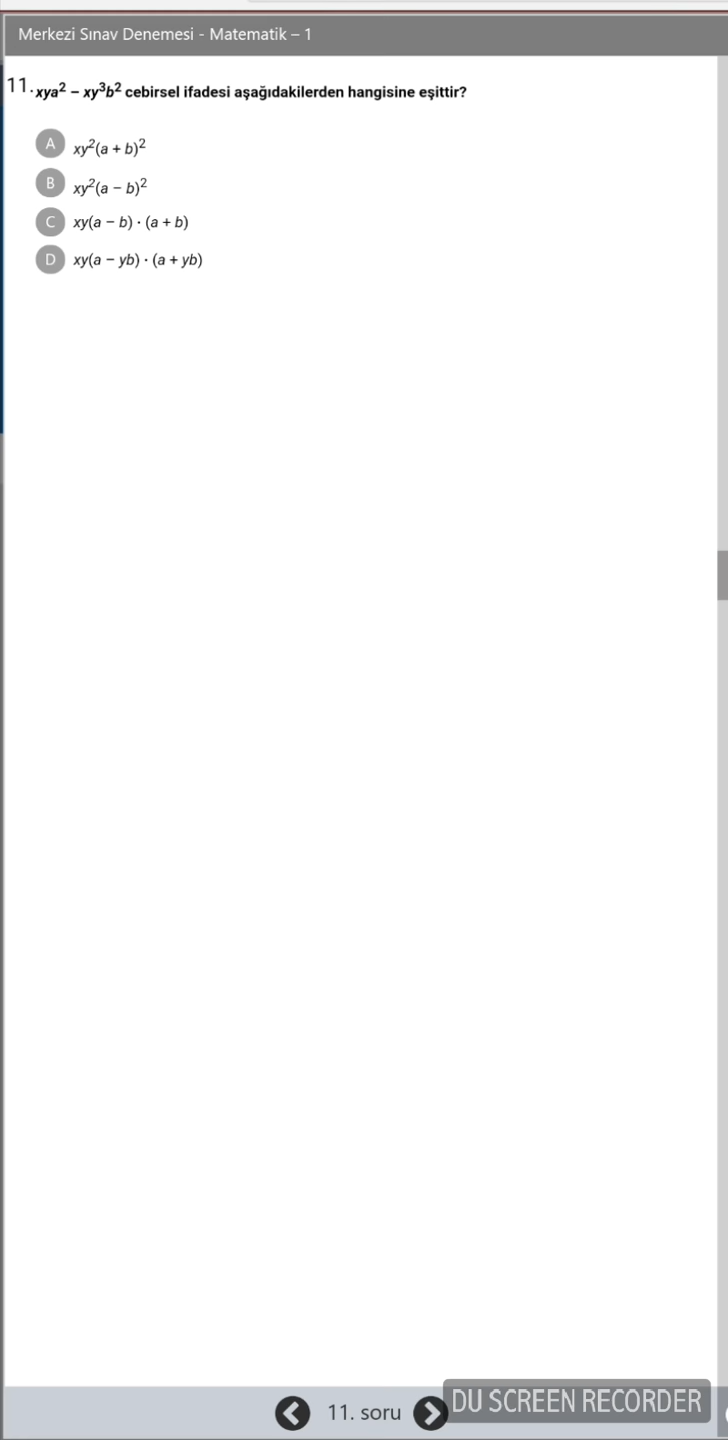 Merkezi Sınav Denemesi - Matematik – 1
11. xya² – xy³b² cebirsel ifadesi aşağıdakilerden hangisine eşittir?
A xy²(a + b)²
B xy²(a – b)²
C xy(a – b) · (a + b)
D xy(a – yb) · (a + yb)
11. soru
DU SCREEN RECORDER